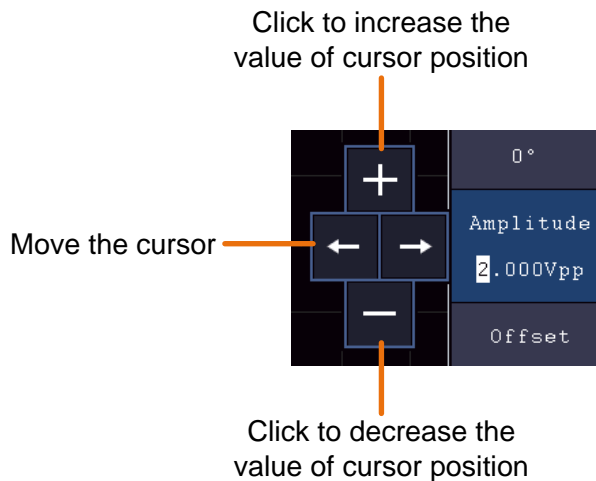 Click to increase the
value of cursor position
0°
Amplitude
Move the cursor
2.000Vpp
Offset
Click to decrease the
value of cursor position